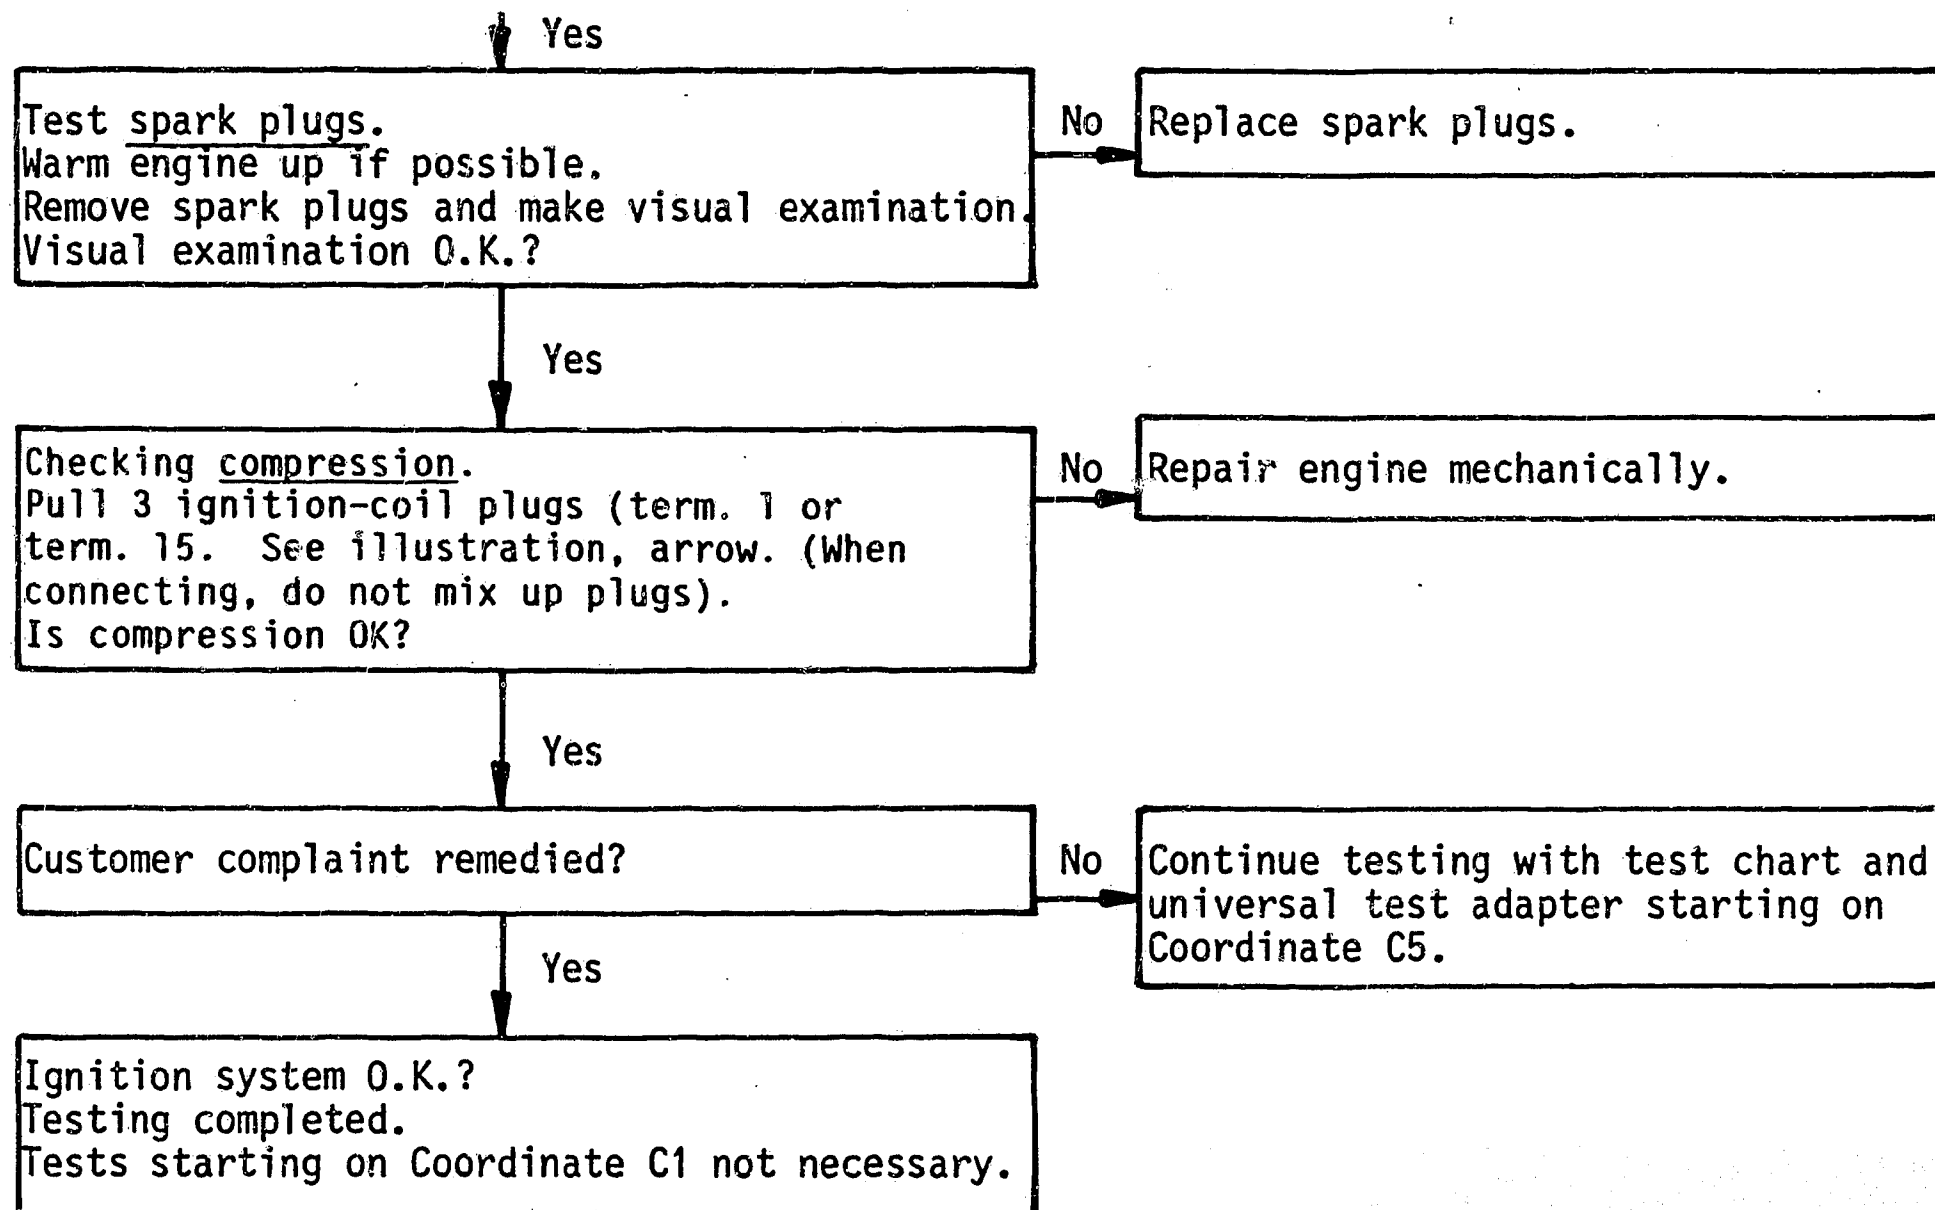 Yes
Test spark plugs.
Warm engine up if possible.
Remove spark plugs and make visual examination.
Visual examination O.K.?
No
Replace spark plugs.
Yes
Checking compression.
Pull 3 ignition-coil plugs (term. 1 or
term. 15.  See illustration, arrow. (When
connecting, do not mix up plugs).
Is compression OK?
No
Repair engine mechanically.
Yes
Customer complaint remedied?
No
Continue testing with test chart and
universal test adapter starting on
Coordinate C5.
Yes
Ignition system O.K.?
Testing completed.
Tests starting on Coordinate C1 not necessary.